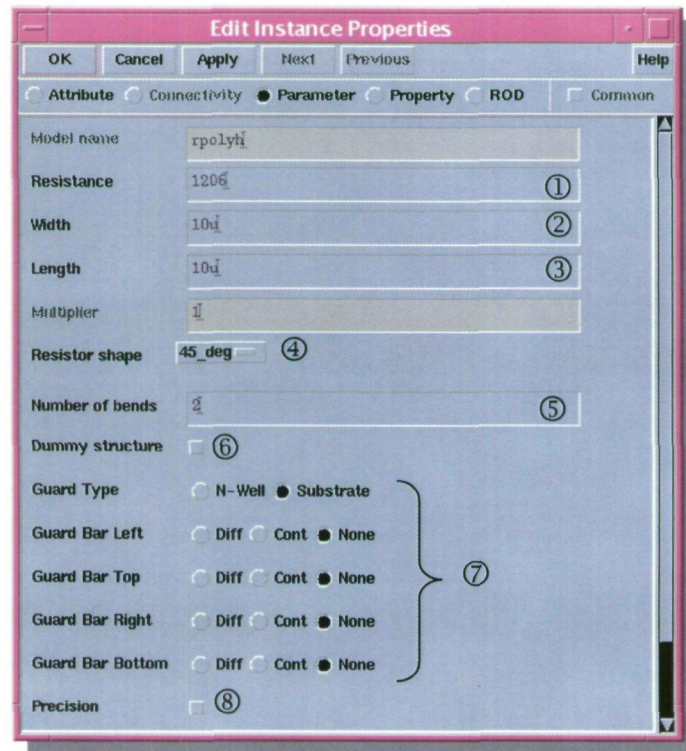 Edit Instance Properties
OK Cancel Apply Next Previous Help
Attribute Connectivity Parameter Property ROD Common
Model name rpolyh
Resistance 1206 ①
Width 10u ②
Length 10u ③
Multiplier 1
Resistor shape 45_deg ④
Number of bends 2 ⑤
Dummy structure ⑥
Guard Type N-Well Substrate
Guard Bar Left Diff Cont None
Guard Bar Top Diff Cont None ⑦
Guard Bar Right Diff Cont None
Guard Bar Bottom Diff Cont None
Precision ⑧